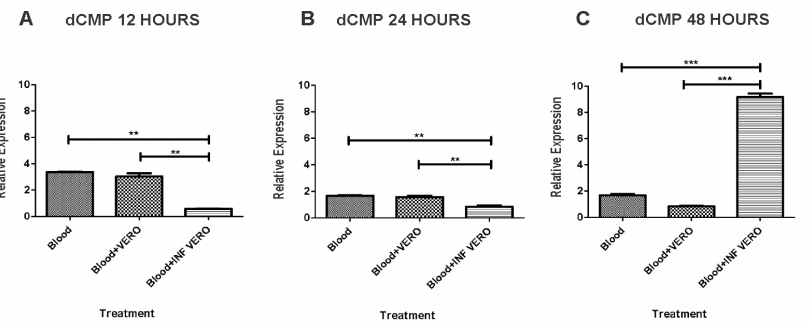 A dCMP 12 HOURS
Relative Expression
10
8
6
4
2
0
**
**
Blood
Blood+VERO
Blood+INF VERO
Treatment
B dCMP 24 HOURS
Relative Expression
10
8
6
4
2
0
**
**
Blood
Blood+VERO
Blood+INF VERO
Treatment
C dCMP 48 HOURS
Relative Expression
10
8
6
4
2
0
***
***
Blood
Blood+VERO
Blood+INF VERO
Treatment